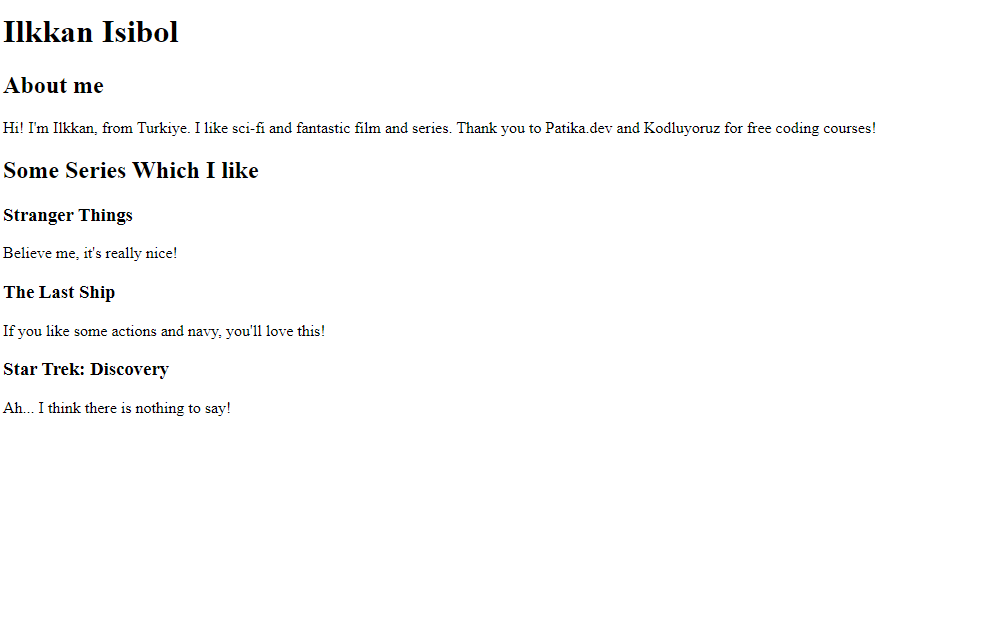 Ilkkan Isibol
About me
Hi! I'm Ilkkan, from Turkiye. I like sci-fi and fantastic film and series. Thank you to Patika.dev and Kodluyoruz for free coding courses!
Some Series Which I like
Stranger Things
Believe me, it's really nice!
The Last Ship
If you like some actions and navy, you'll love this!
Star Trek: Discovery
Ah... I think there is nothing to say!